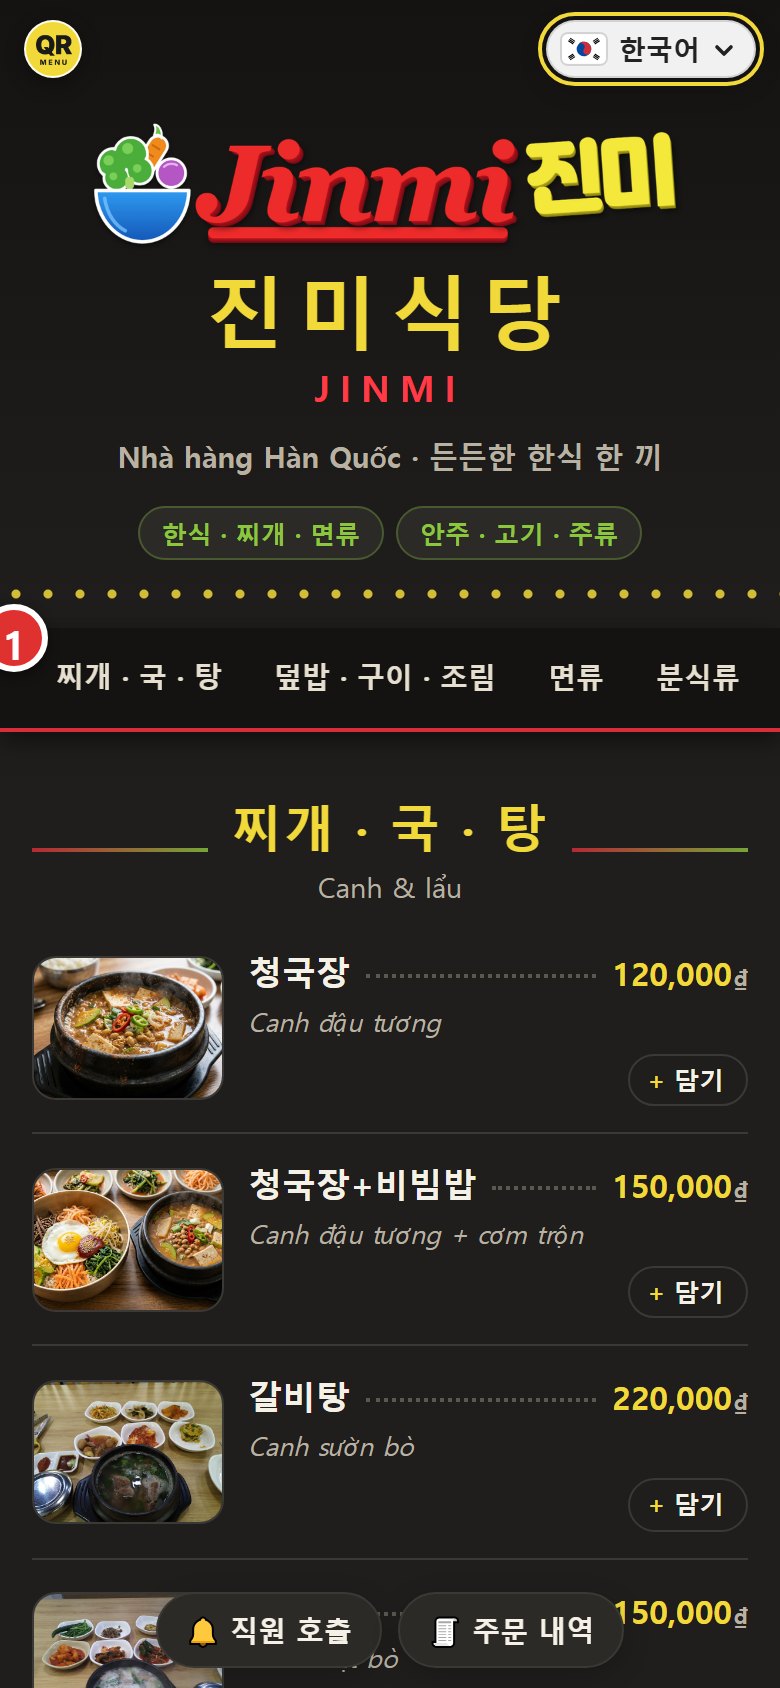 QR
MENU
한국어
Jinmi 진미
진미식당
JINMI
Nhà hàng Hàn Quốc · 든든한 한식 한 끼
한식 · 찌개 · 면류
안주 · 고기 · 주류
1
찌개 · 국 · 탕
덮밥 · 구이 · 조림
면류
분식류
찌개 · 국 · 탕
Canh & lẩu
청국장 120,000₫
Canh đậu tương
+ 담기
청국장+비빔밥 150,000₫
Canh đậu tương + cơm trộn
+ 담기
갈비탕 220,000₫
Canh sườn bò
+ 담기
150,000₫
직원 호출
주문 내역
bò